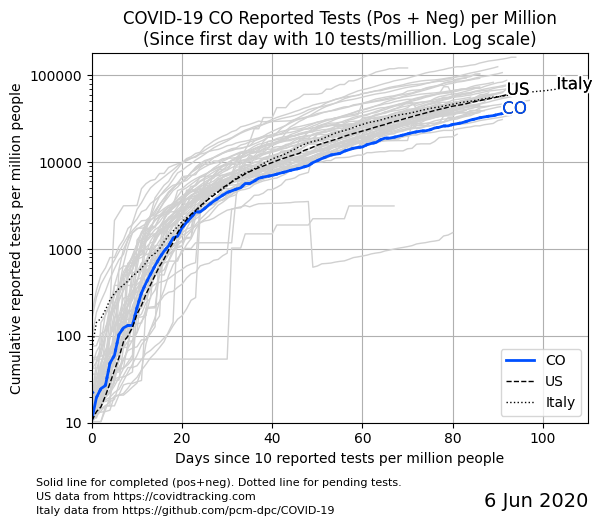 COVID-19 CO Reported Tests (Pos + Neg) per Million
(Since first day with 10 tests/million. Log scale)
Cumulative reported tests per million people
100000
10000
1000
100
10
US
Italy
CO
CO
US
Italy
0
20
40
60
80
100
Days since 10 reported tests per million people
Solid line for completed (pos+neg). Dotted line for pending tests.
US data from https://covidtracking.com
Italy data from https://github.com/pcm-dpc/COVID-19
6 Jun 2020